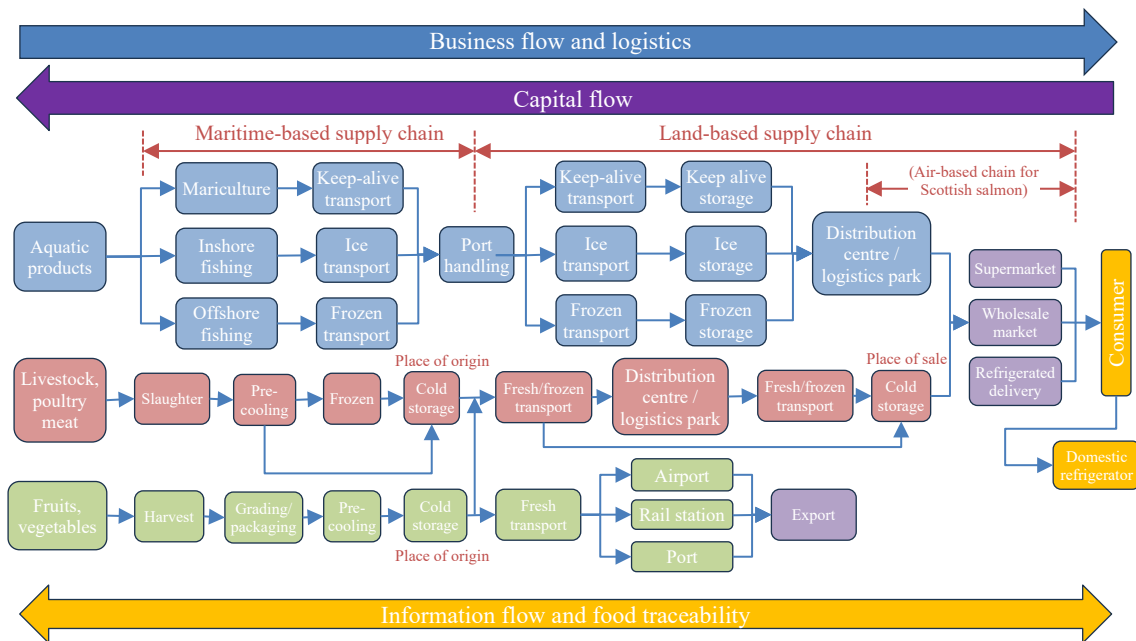 Business flow and logistics
Capital flow
Maritime-based supply chain
Land-based supply chain
(Air-based chain for
Scottish salmon)
Aquatic
products
Mariculture
Keep-alive
transport
Inshore
fishing
Ice
transport
Offshore
fishing
Frozen
transport
Port
handling
Keep-alive
transport
Keep alive
storage
Ice
transport
Ice
storage
Frozen
transport
Frozen
storage
Distribution
centre /
logistics park
Supermarket
Wholesale
market
Refrigerated
delivery
Consumer
Domestic
refrigerator
Livestock,
poultry
meat
Slaughter
Pre-
cooling
Frozen
Place of origin
Cold
storage
Fresh/frozen
transport
Distribution
centre /
logistics park
Fresh/frozen
transport
Place of sale
Cold
storage
Fruits,
vegetables
Harvest
Grading/
packaging
Pre-
cooling
Cold
storage
Place of origin
Fresh
transport
Airport
Rail station
Port
Export
Information flow and food traceability